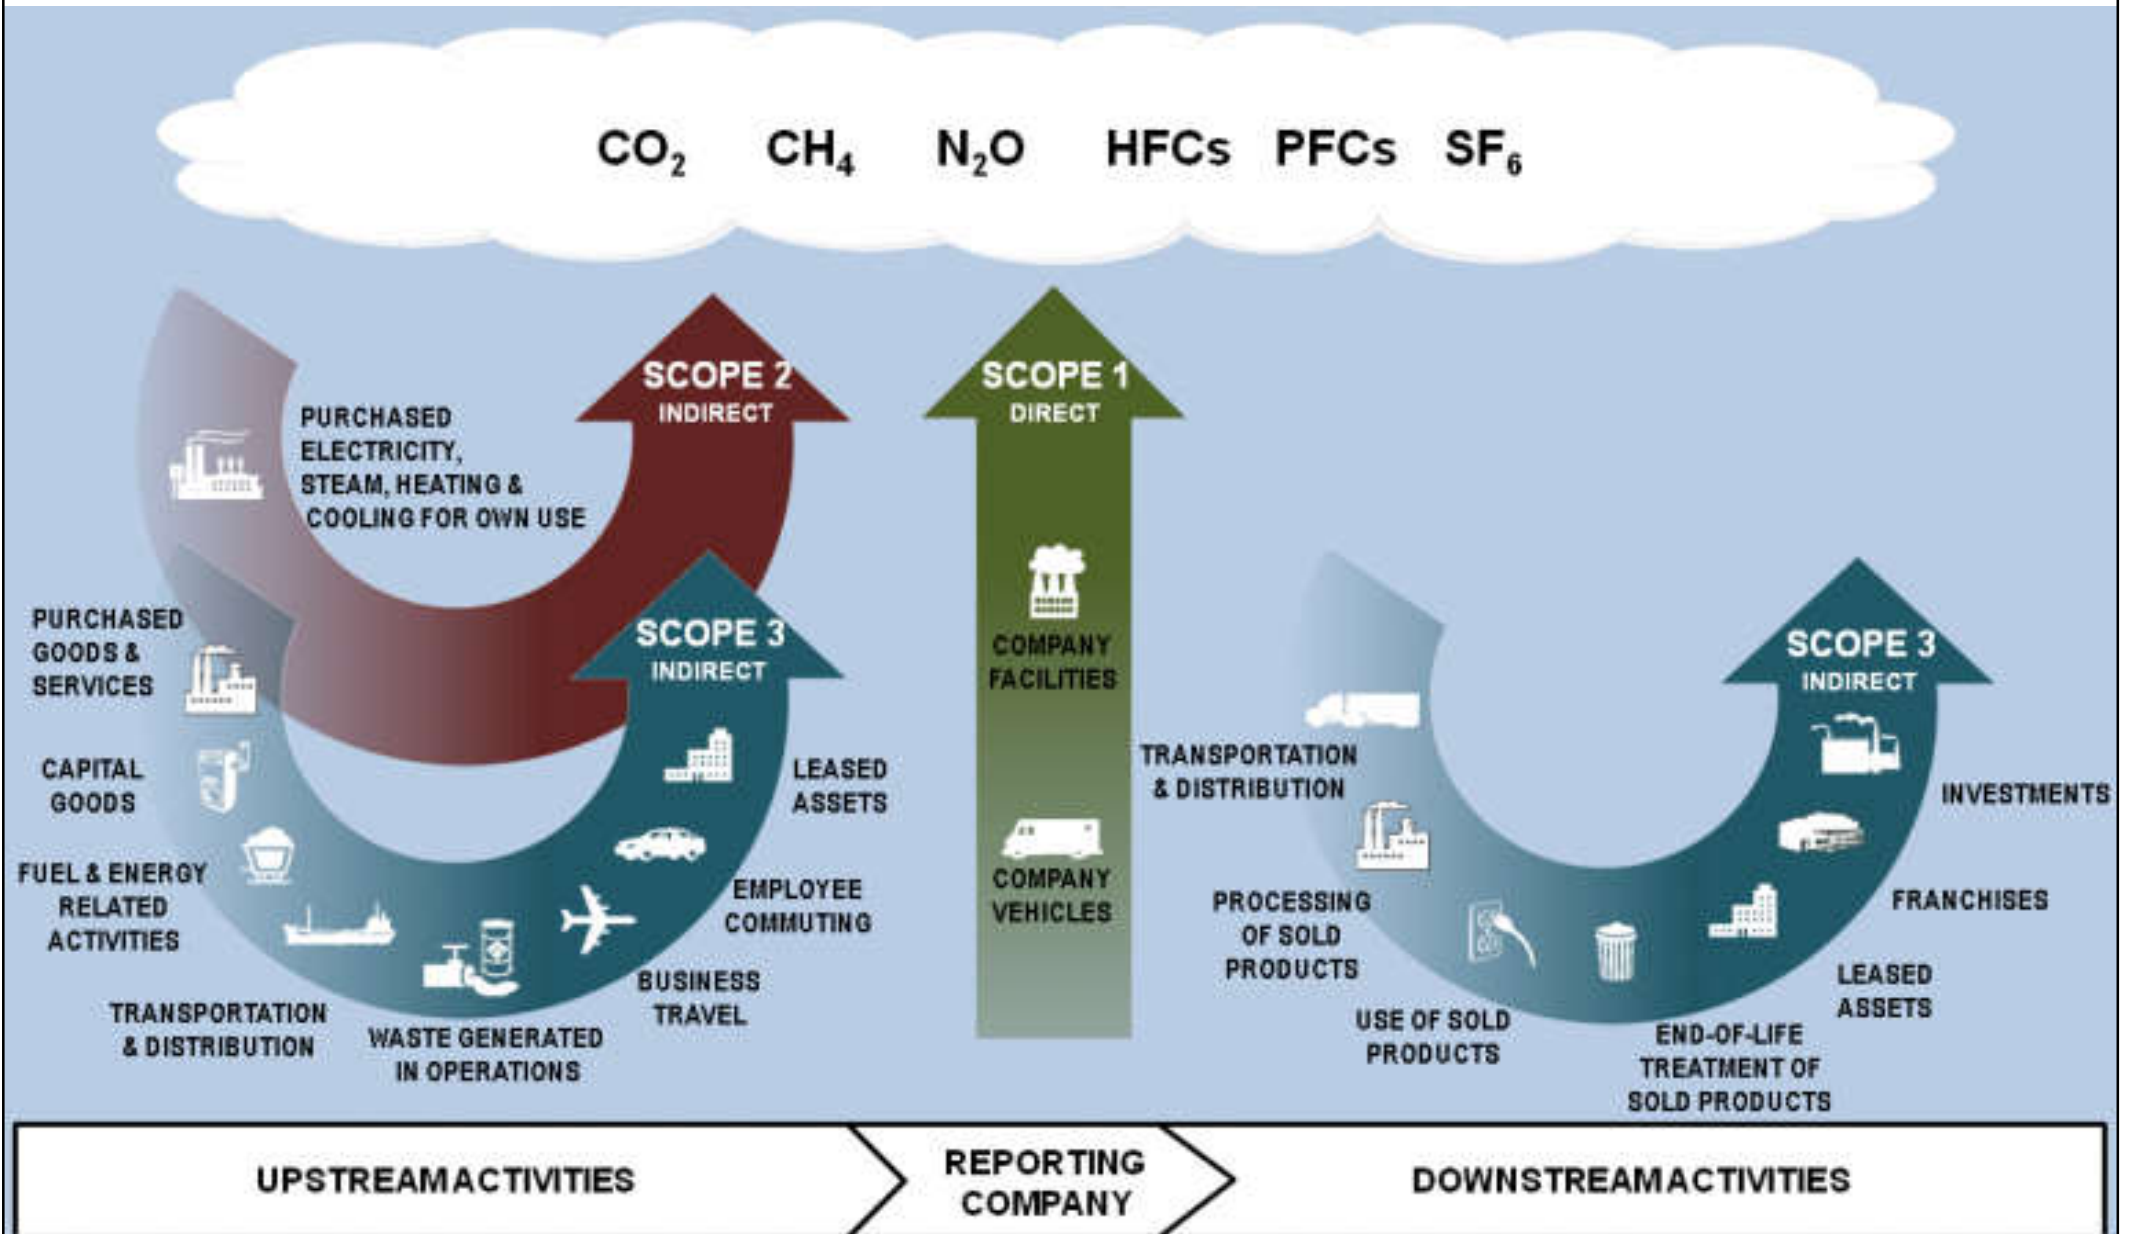 CO₂ CH₄ N₂O HFCs PFCs SF₆
SCOPE 2
INDIRECT
PURCHASED
ELECTRICITY,
STEAM, HEATING &
COOLING FOR OWN USE
SCOPE 1
DIRECT
COMPANY
FACILITIES
COMPANY
VEHICLES
SCOPE 3
INDIRECT
PURCHASED
GOODS &
SERVICES
CAPITAL
GOODS
FUEL & ENERGY
RELATED
ACTIVITIES
TRANSPORTATION
& DISTRIBUTION
WASTE GENERATED
IN OPERATIONS
BUSINESS
TRAVEL
EMPLOYEE
COMMUTING
LEASED
ASSETS
SCOPE 3
INDIRECT
TRANSPORTATION
& DISTRIBUTION
PROCESSING
OF SOLD
PRODUCTS
USE OF SOLD
PRODUCTS
END-OF-LIFE
TREATMENT OF
SOLD PRODUCTS
LEASED
ASSETS
FRANCHISES
INVESTMENTS
UPSTREAM ACTIVITIES
REPORTING
COMPANY
DOWNSTREAM ACTIVITIES